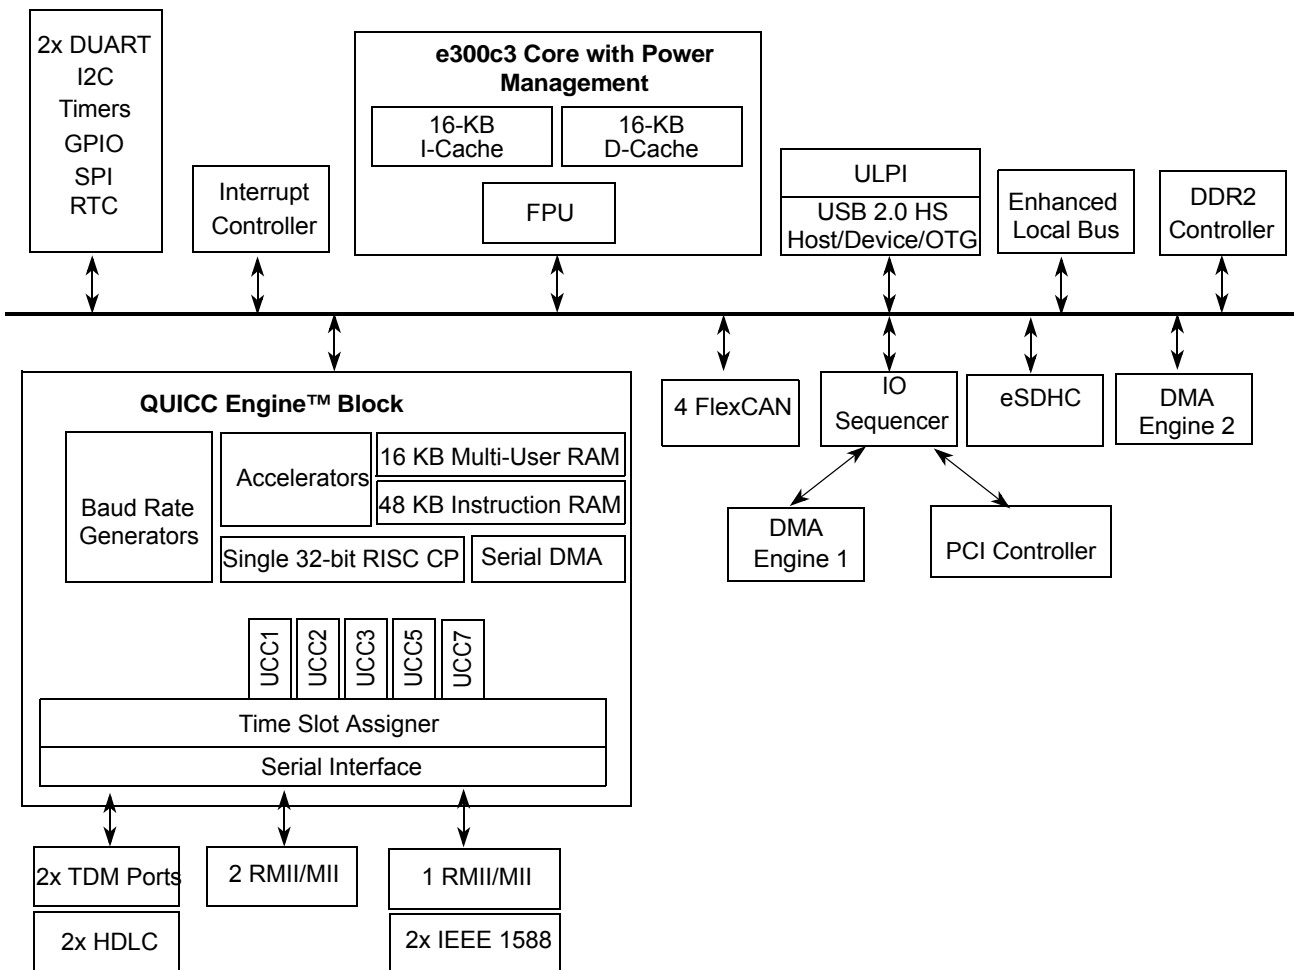 2x DUART
I2C
Timers
GPIO
SPI
RTC
Interrupt
Controller
e300c3 Core with Power
Management
16-KB
I-Cache
16-KB
D-Cache
FPU
ULPI
USB 2.0 HS
Host/Device/OTG
Enhanced
Local Bus
DDR2
Controller
QUICC Engine™ Block
Baud Rate
Generators
Accelerators
16 KB Multi-User RAM
48 KB Instruction RAM
Single 32-bit RISC CP
Serial DMA
UCC1
UCC2
UCC3
UCC5
UCC7
Time Slot Assigner
Serial Interface
4 FlexCAN
IO
Sequencer
eSDHC
DMA
Engine 2
DMA
Engine 1
PCI Controller
2x TDM Ports
2x HDLC
2 RMII/MII
1 RMII/MII
2x IEEE 1588